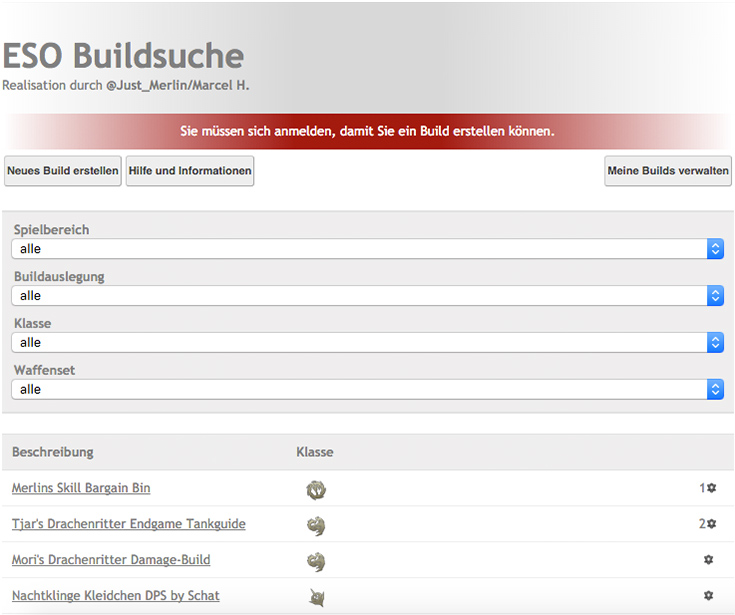 ESO Buildsuche
Realisation durch @Just_Merlin/Marcel H.
Sie müssen sich anmelden, damit Sie ein Build erstellen können.
Neues Build erstellen Hilfe und Informationen Meine Builds verwalten
Spielbereich
alle
Buildauslegung
alle
Klasse
alle
Waffenset
alle
Beschreibung Klasse
Merlins Skill Bargain Bin 1
Tjar's Drachenritter Endgame Tankguide 2
Mori's Drachenritter Damage-Build
Nachtklinge Kleidchen DPS by Schat